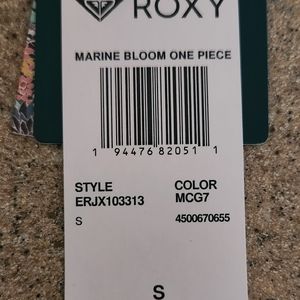 ROXY
MARINE BLOOM ONE PIECE
1 94476 82051 1
STYLE COLOR
ERJX103313 MCG7
S 4500670655
S